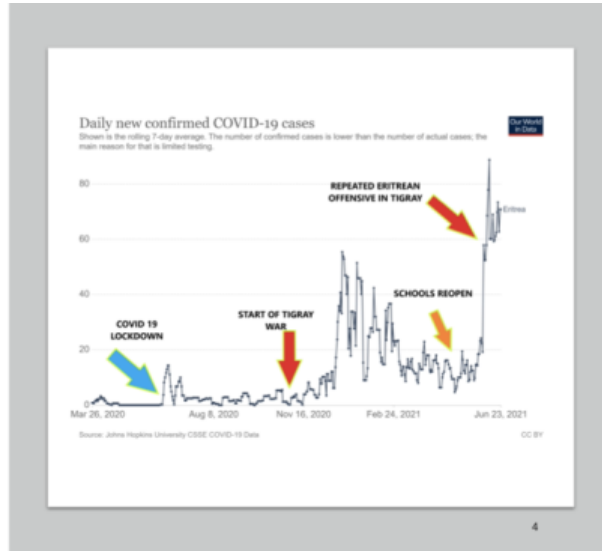 Daily new confirmed COVID-19 cases
Shown is the rolling 7-day average. The number of confirmed cases is lower than the number of actual cases; the
main reason for that is limited testing.
Our World
in Data
80
REPEATED ERITREAN
OFFENSIVE IN TIGRAY
Eritrea
60
40
SCHOOLS REOPEN
START OF TIGRAY
WAR
COVID 19
LOCKDOWN
20
0
Mar 26, 2020
Aug 8, 2020
Nov 16, 2020
Feb 24, 2021
Jun 23, 2021
Source: Johns Hopkins University CSSE COVID-19 Data
CC BY
4